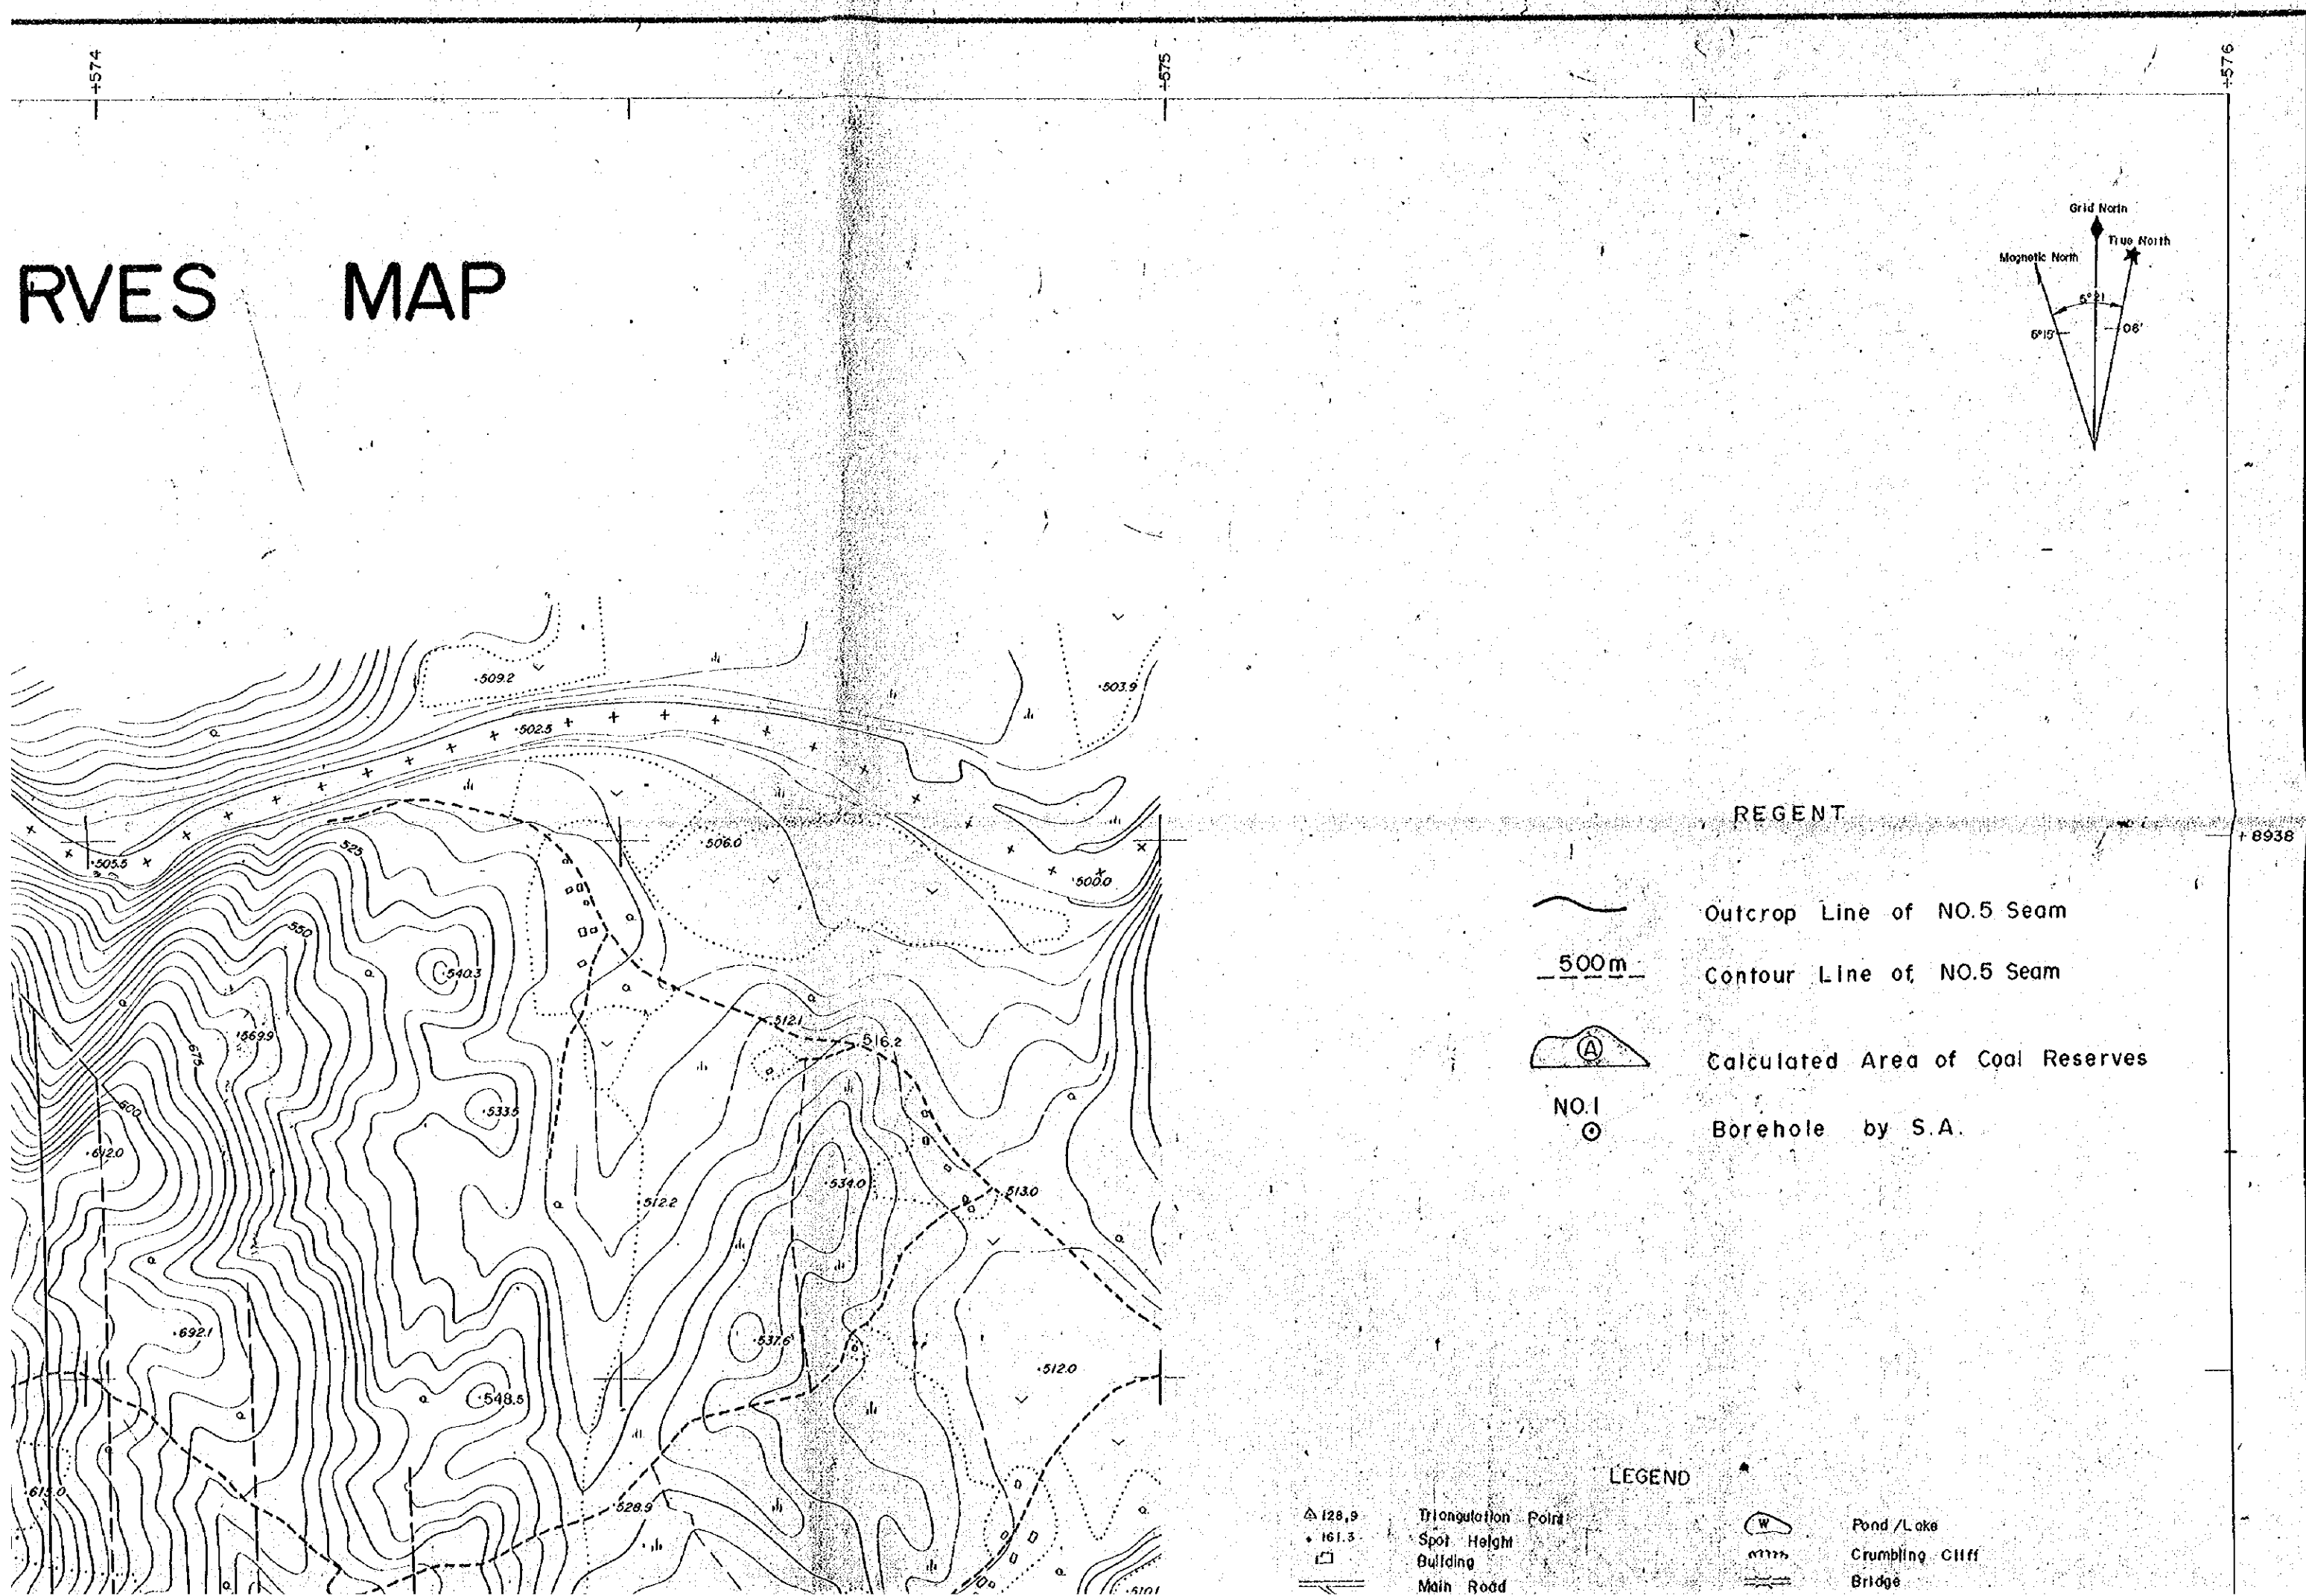 +574
+575
+576
Grid North
True North
Magnetic North
6°21
6°15'
06'
RVES MAP
509.2
503.9
502.5
REGENT
+8938
506.0
525
505.5
500.0
Outcrop Line of NO.5 Seam
550
540.3
500m
Contour Line of NO.5 Seam
569.9
512.1
516.2
575
A
Calculated Area of Coal Reserves
600
533.5
NO.1
Borehole by S.A.
612.0
534.0
513.0
512.2
692.1
537.6
512.0
548.5
LEGEND
615.0
528.9
128,9 Triangulation Point
W Pond/Lake
161.3 Spot Height
Building
Crumbling Cliff
Main Road
Bridge
510.1